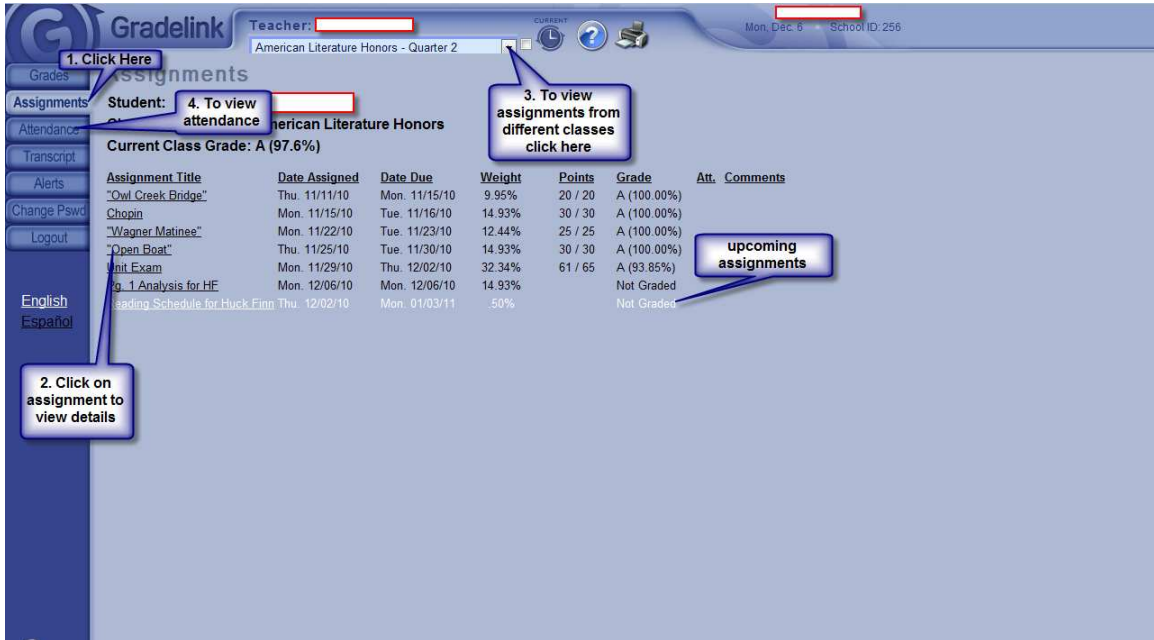 Gradelink
Teacher:
American Literature Honors - Quarter 2
CURRENT
?
Mon, Dec. 6 School ID: 256
1. Click Here
Grades
Assignments
Attendance
Transcript
Alerts
Change Pswd
Logout
English
Español
Assignments
Student:
4. To view
attendance
American Literature Honors
Current Class Grade: A (97.6%)
3. To view
assignments from
different classes
click here
Assignment Title Date Assigned Date Due Weight Points Grade Att. Comments
"Owl Creek Bridge" Thu. 11/11/10 Mon. 11/15/10 9.95% 20 / 20 A (100.00%)
Chopin Mon. 11/15/10 Tue. 11/16/10 14.93% 30 / 30 A (100.00%)
"Wagner Matinee" Mon. 11/22/10 Tue. 11/23/10 12.44% 25 / 25 A (100.00%)
"Open Boat" Thu. 11/25/10 Tue. 11/30/10 14.93% 30 / 30 A (100.00%)
Unit Exam Mon. 11/29/10 Thu. 12/02/10 32.34% 61 / 65 A (93.85%)
Pg. 1 Analysis for HF Mon. 12/06/10 Mon. 12/06/10 14.93% Not Graded
Reading Schedule for Huck Finn Thu. 12/02/10 Mon. 01/03/11 .50% Not Graded
upcoming
assignments
2. Click on
assignment to
view details